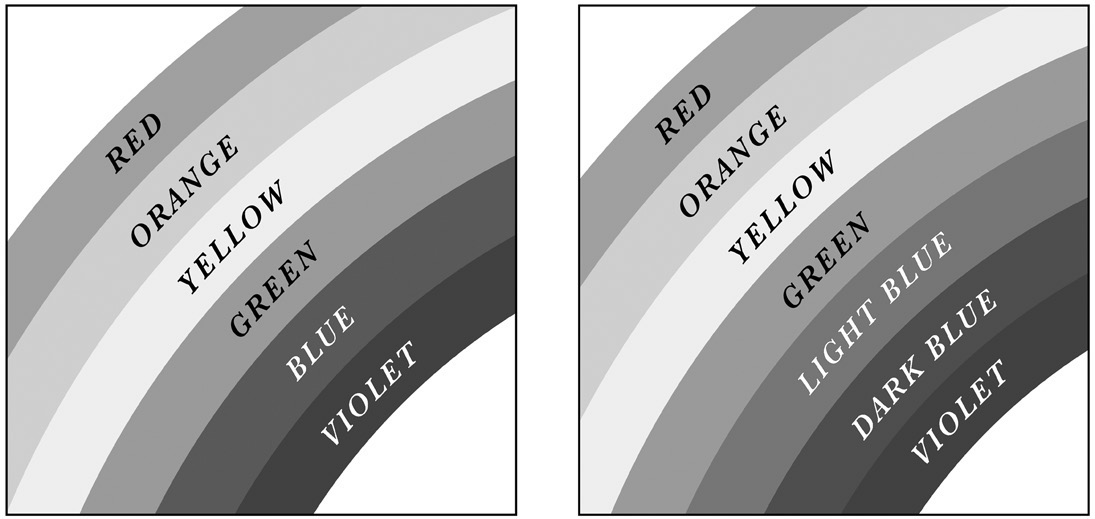 RED
ORANGE
YELLOW
GREEN
BLUE
VIOLET
RED
ORANGE
YELLOW
GREEN
LIGHT BLUE
DARK BLUE
VIOLET